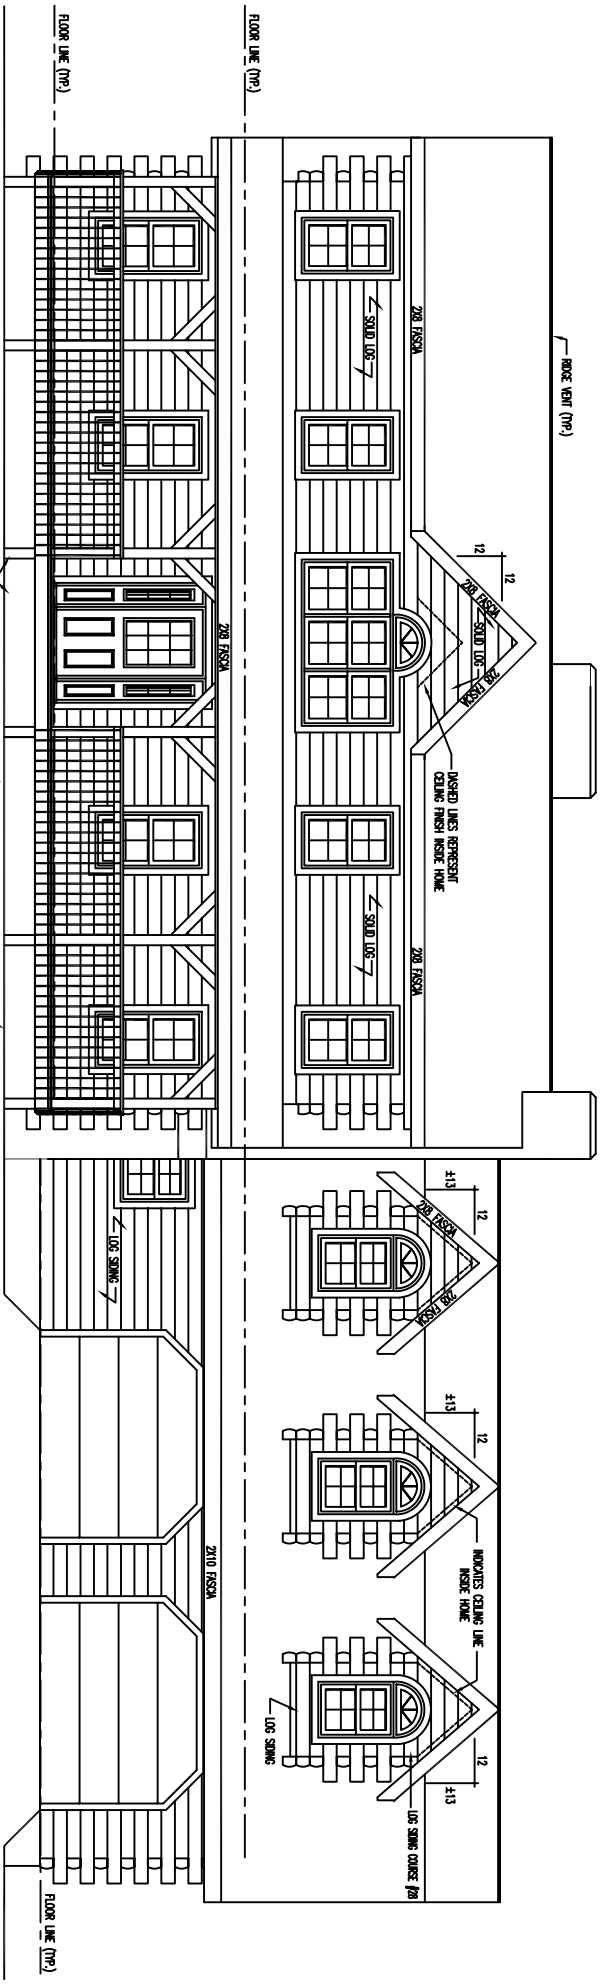 RIDGE VENT (TYP.)
2X8 FASCIA
SOLID LOG
12
12
2X8 FASCIA
SOLID LOG
2X8 FASCIA
DASHED LINES REPRESENT
CEILING FINISH INSIDE HOME
SOLID LOG
2X8 FASCIA
FLOOR LINE (TYP.)
2X8 FASCIA
FLOOR LINE (TYP.)
12
±13
2X8 FASCIA
2X8 FASCIA
12
±13
INDICATES CEILING LINE
INSIDE HOME
12
±13
LOG SIDING COURSE #28
LOG SIDING
2X10 FASCIA
LOG SIDING
FLOOR LINE (TYP.)